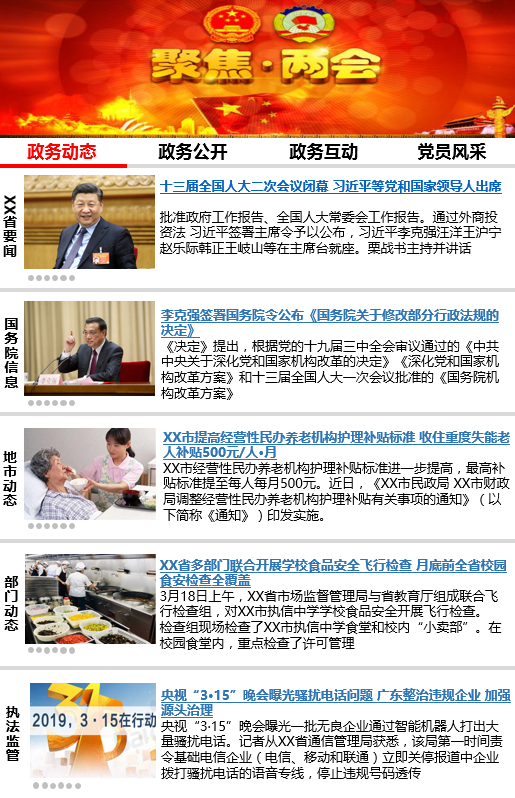 聚焦·两会
政务动态 政务公开 政务互动 党员风采
XX省要闻
十三届全国人大二次会议闭幕 习近平等党和国家领导人出席
批准政府工作报告、全国人大常委会工作报告。通过外商投
资法 习近平签署主席令予以公布，习近平李克强汪洋王沪宁
赵乐际韩正王岐山等在主席台就座。栗战书主持并讲话
国务院信息
李克强签署国务院令公布《国务院关于修改部分行政法规的
决定》
《决定》提出，根据党的十九届三中全会审议通过的《中共
中央关于深化党和国家机构改革的决定》《深化党和国家机
构改革方案》和十三届全国人大一次会议批准的《国务院机
构改革方案》
地市动态
XX市提高经营性民办养老机构护理补贴标准 收住重度失能老
人补贴500元/人·月
XX市经营性民办养老机构护理补贴标准进一步提高，最高补
贴标准提至每人每月500元。近日，《XX市民政局 XX市财政
局调整经营性民办养老机构护理补贴有关事项的通知》（以
下简称《通知》）印发实施。
部门动态
XX省多部门联合开展学校食品安全飞行检查 月底前全省校园
食安检查全覆盖
3月18日上午，XX省市场监督管理局与省教育厅组成联合飞
行检查组，对XX市执信中学学校食品安全开展飞行检查。
检查组现场检查了XX市执信中学食堂和校内“小卖部”。在
校园食堂内，重点检查了许可管理
执法监管
2019，3·15在行动
央视“3·15”晚会曝光骚扰电话问题 广东整治违规企业 加强
源头治理
央视“3·15”晚会曝光一批无良企业通过智能机器人打出大
量骚扰电话。记者从XX省通信管理局获悉，该局第一时间责
令基础电信企业（电信、移动和联通）立即关停报道中企业
拨打骚扰电话的语音专线，停止违规号码透传